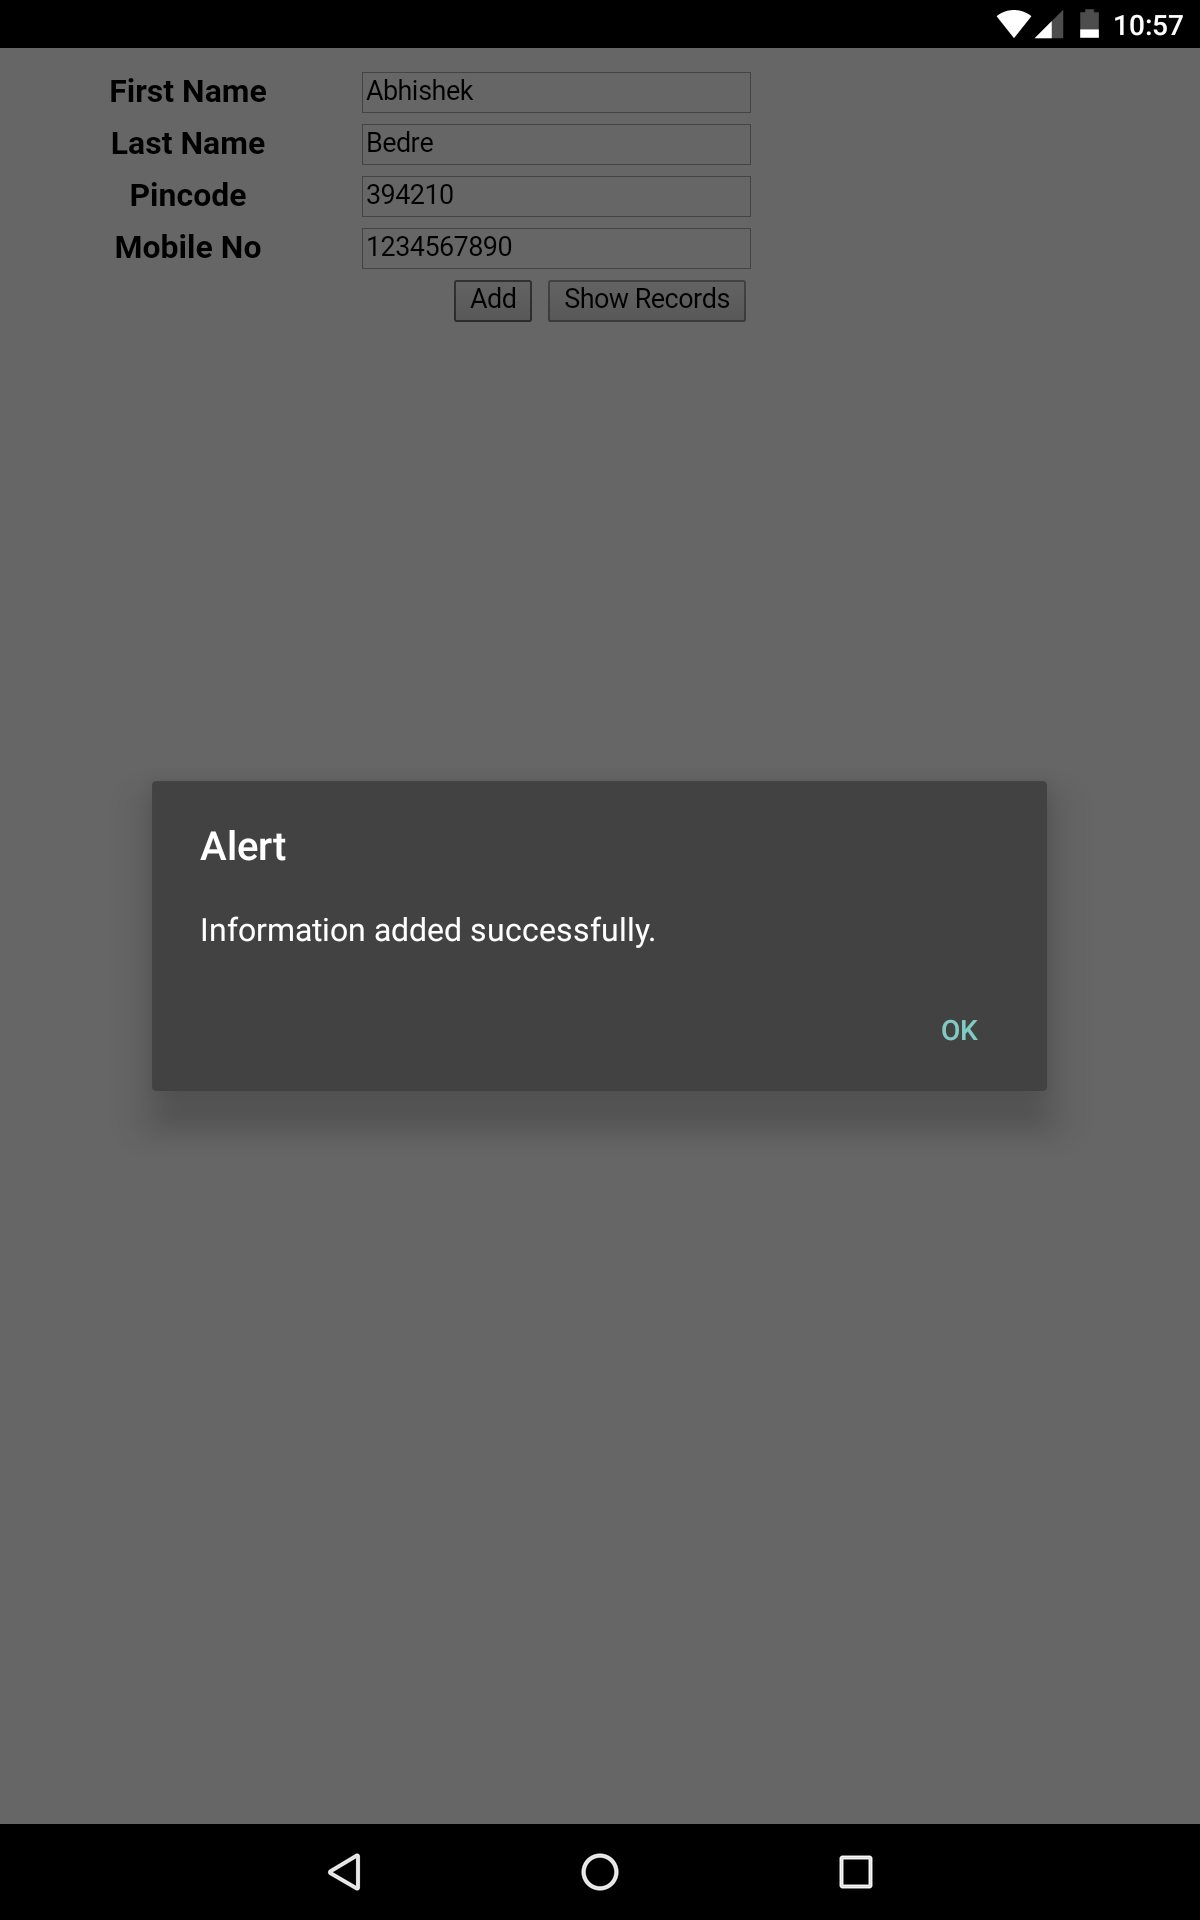 10:57
First Name Abhishek
Last Name Bedre
Pincode 394210
Mobile No 1234567890
Add Show Records
Alert
Information added successfully.
OK